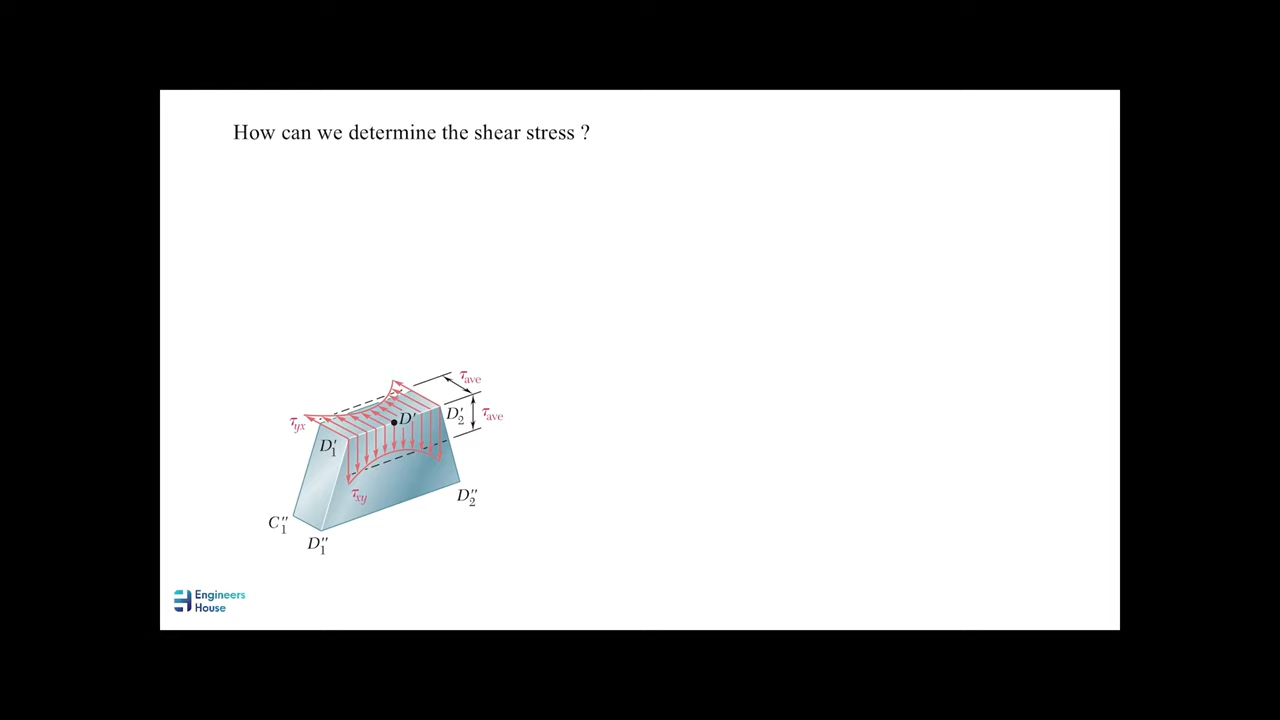 How can we determine the shear stress ?
τave
τyx
D′
D′2
τave
D′1
τxy
D″2
C″1
D″1
Engineers
House